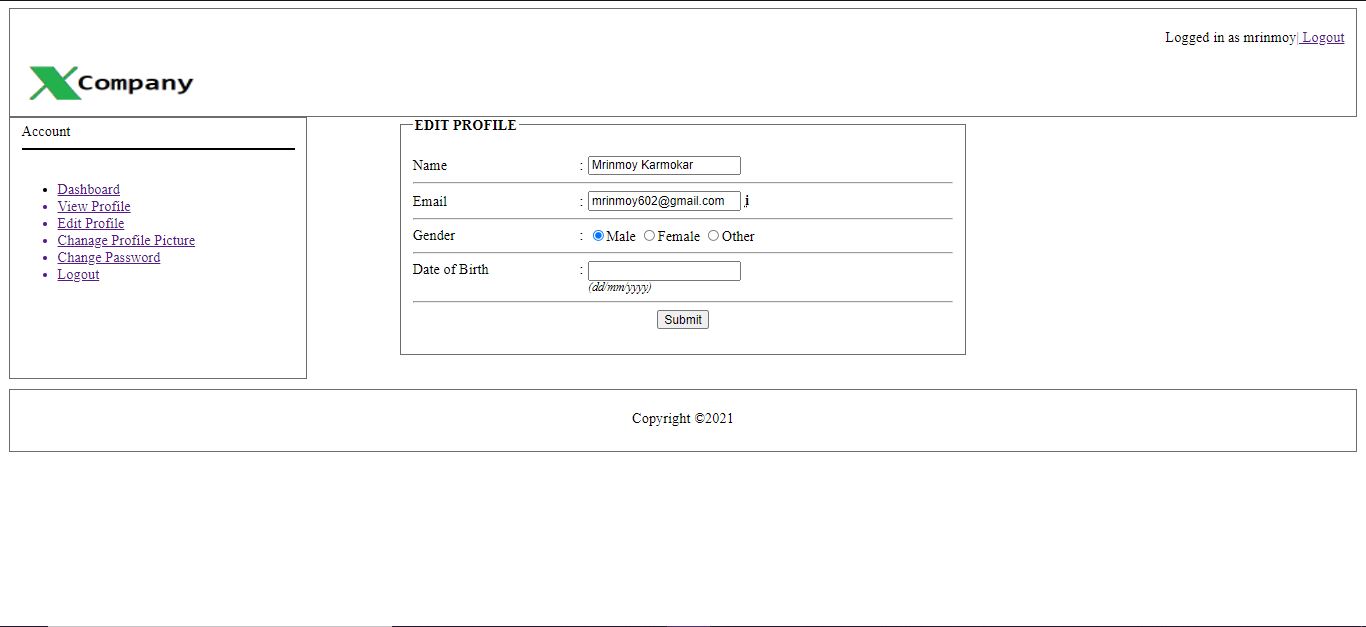 Logged in as mrinmoy| Logout
X Company
Account
Dashboard
View Profile
Edit Profile
Chanage Profile Picture
Change Password
Logout
EDIT PROFILE
Name : Mrinmoy Karmokar
Email : mrinmoy602@gmail.com i
Gender : Male Female Other
Date of Birth :
(dd/mm/yyyy)
Submit
Copyright ©2021